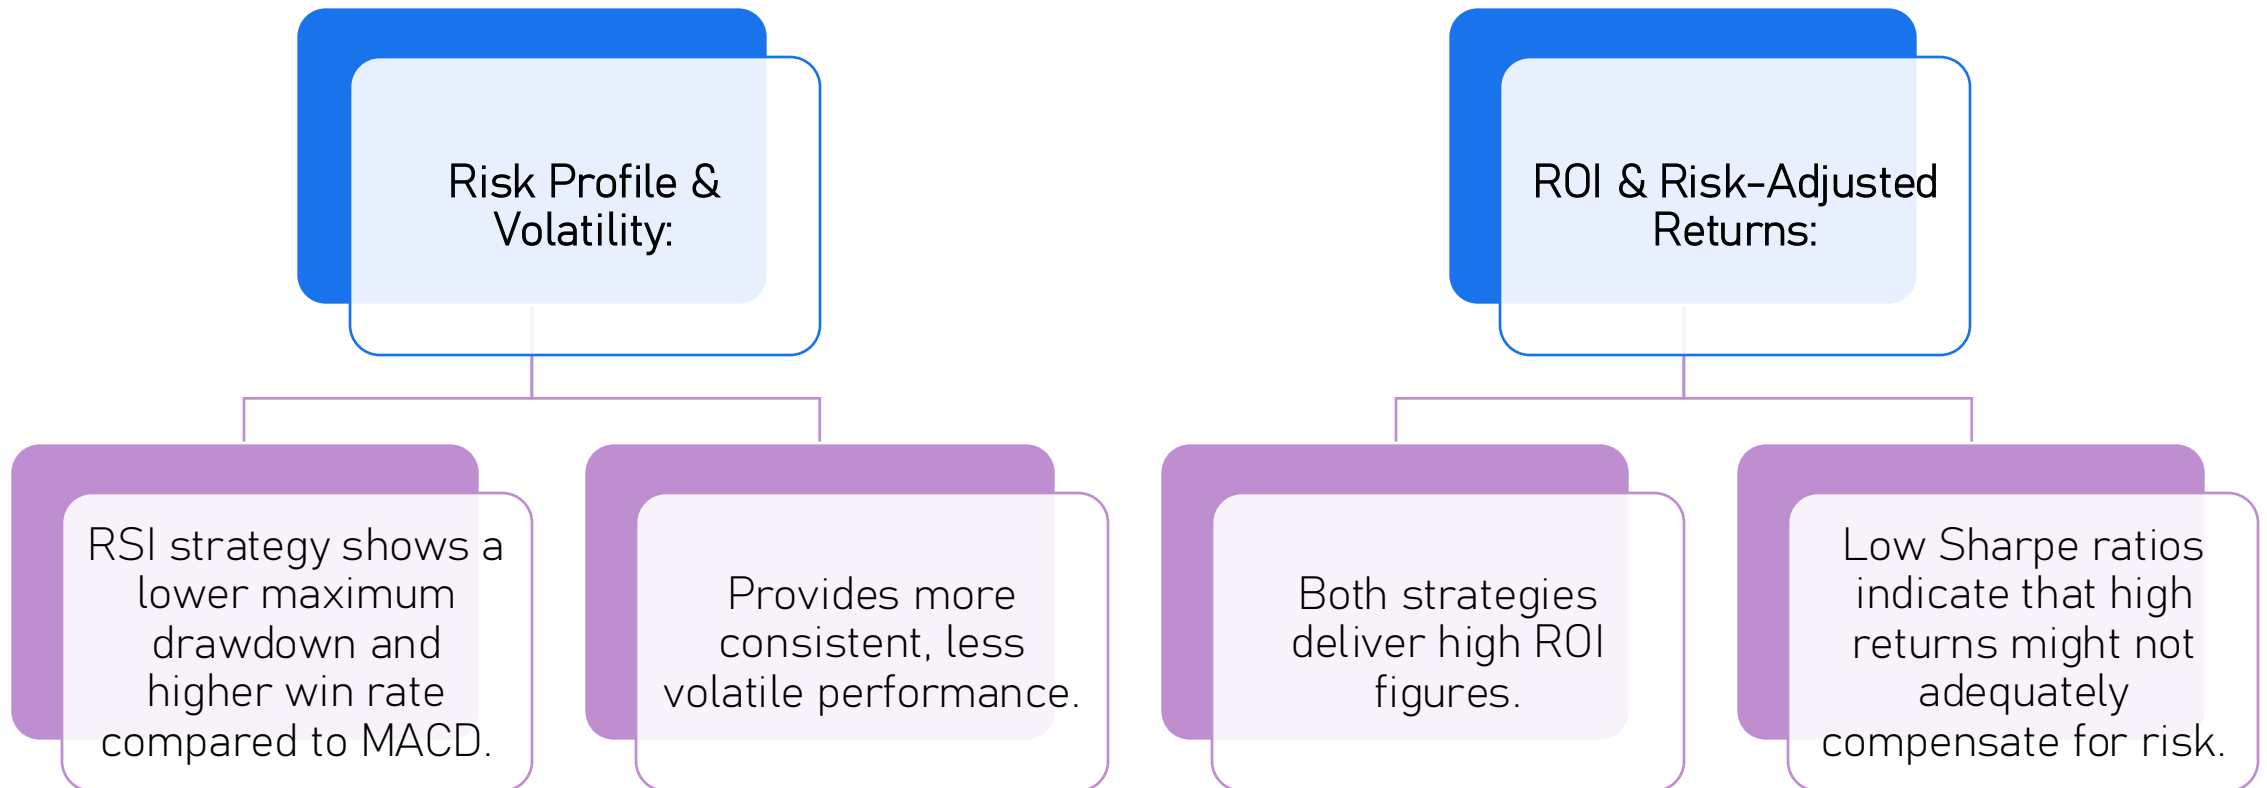 Risk Profile &
Volatility:
RSI strategy shows a
lower maximum
drawdown and
higher win rate
compared to MACD.
Provides more
consistent, less
volatile performance.
ROI & Risk-Adjusted
Returns:
Both strategies
deliver high ROI
figures.
Low Sharpe ratios
indicate that high
returns might not
adequately
compensate for risk.